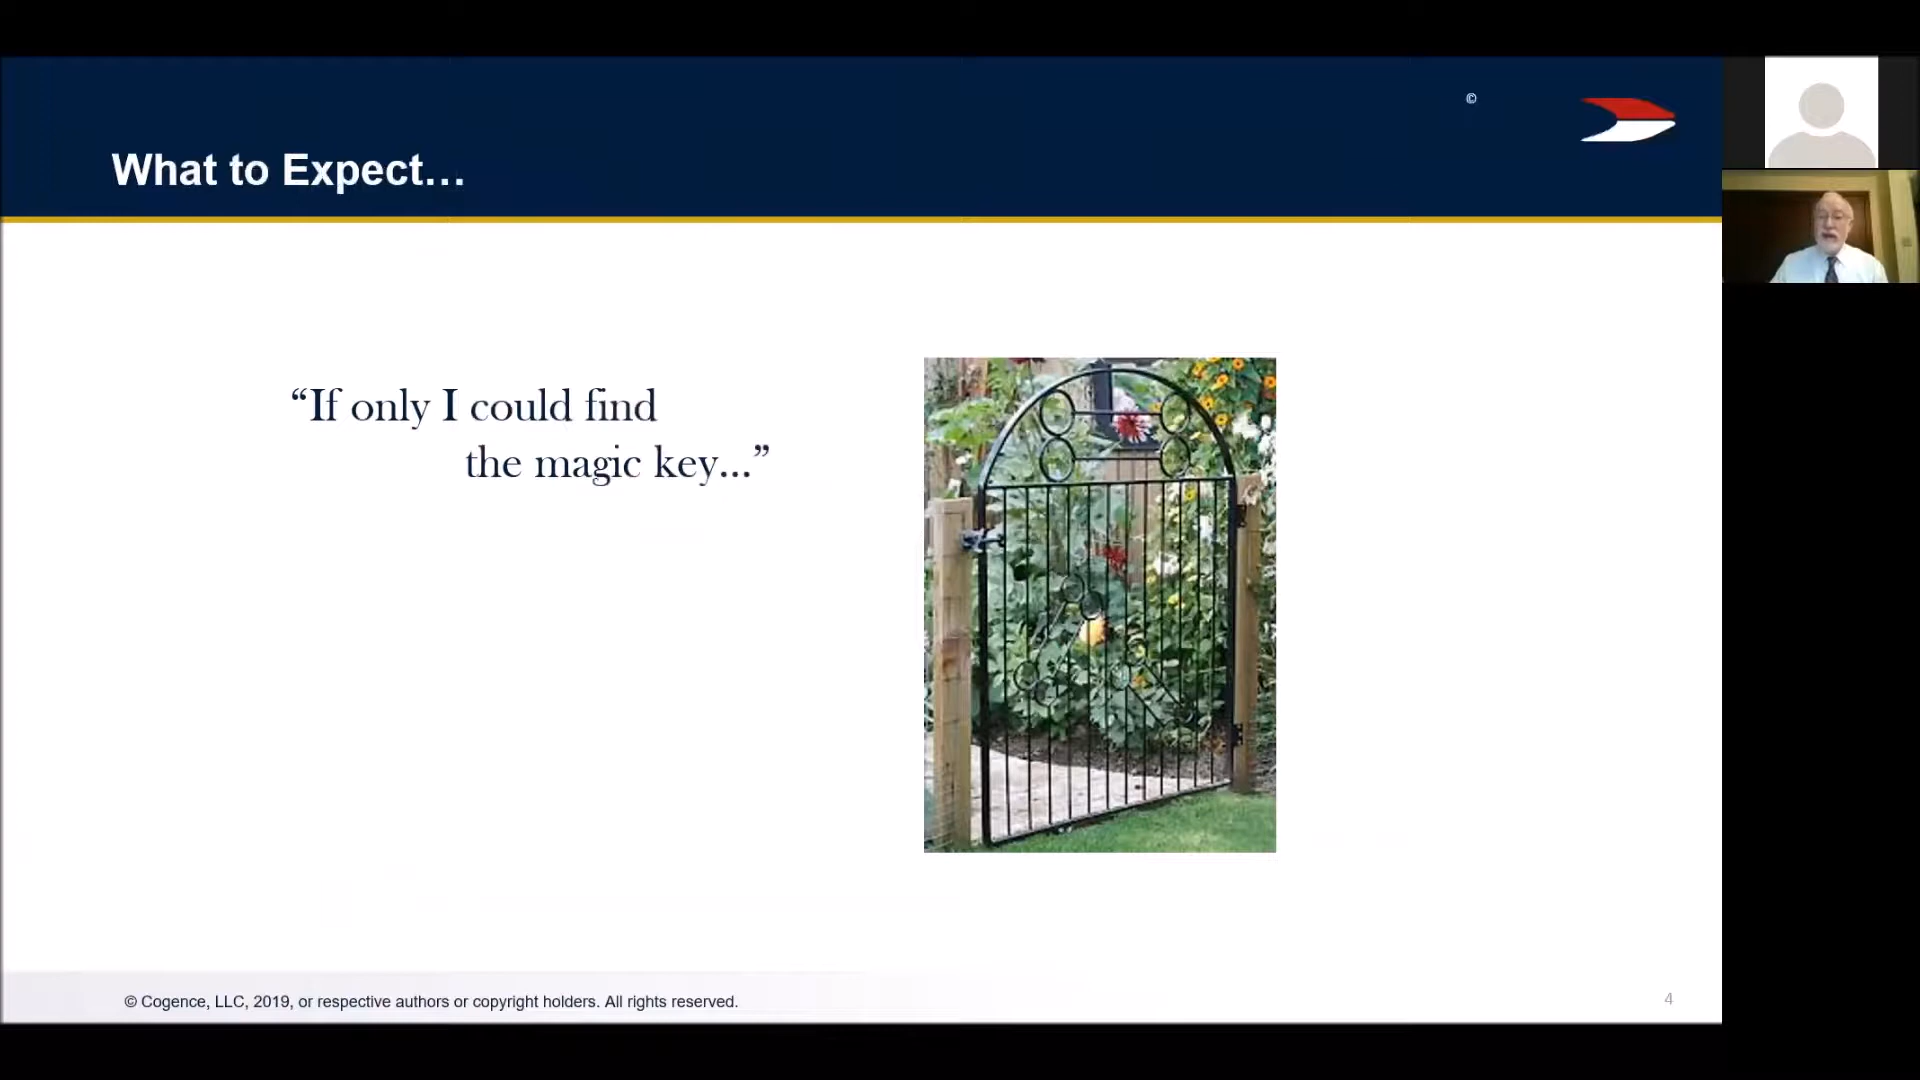 ©
What to Expect…
“If only I could find
the magic key…”
© Cogence, LLC, 2019, or respective authors or copyright holders. All rights reserved.
4